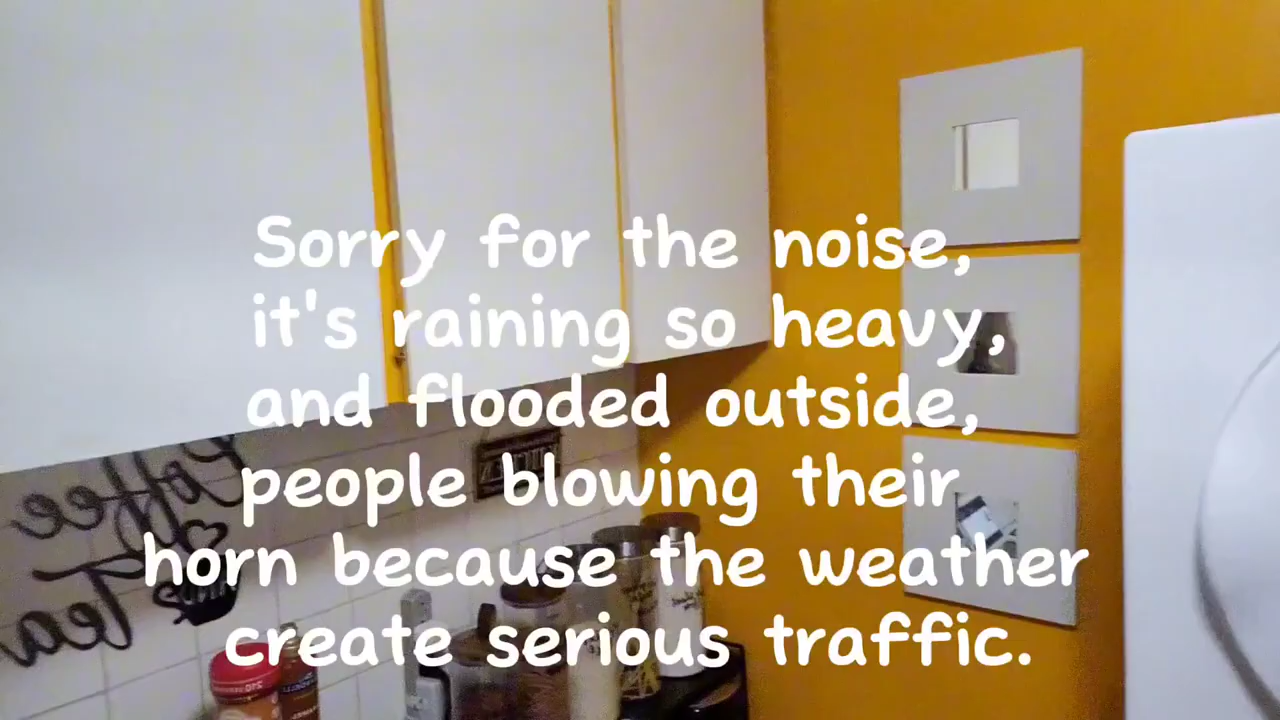 Sorry for the noise,
it's raining so heavy,
and flooded outside,
people blowing their
horn because the weather
create serious traffic.
Coffee
Tea